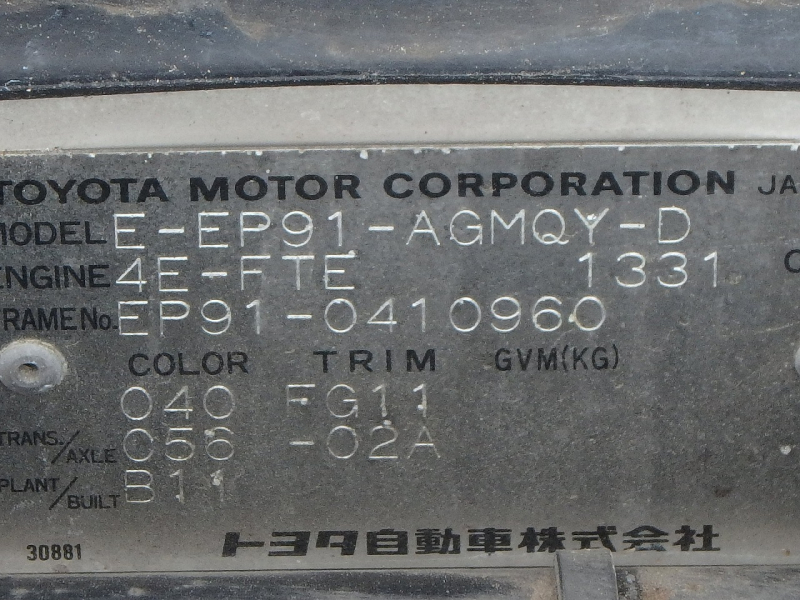 TOYOTA MOTOR CORPORATION JA
MODEL E-EP91-AGMQY-D
ENGINE 4E-FTE 1331 C
RAME No. EP91-0410960
COLOR TRIM GVM(KG)
040 FG11
TRANS./AXLE C56 -02A
PLANT/BUILT B11
30881 トヨタ自動車株式会社